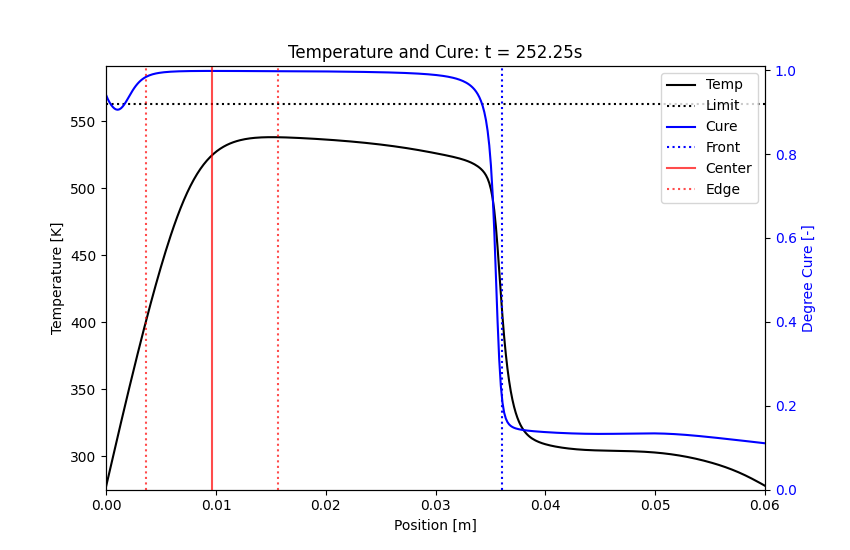 Temperature and Cure: t = 252.25s
Temp
Limit
Cure
Front
Center
Edge
Temperature [K]
550
500
450
400
350
300
Degree Cure [-]
1.0
0.8
0.6
0.4
0.2
0.0
0.00 0.01 0.02 0.03 0.04 0.05 0.06
Position [m]